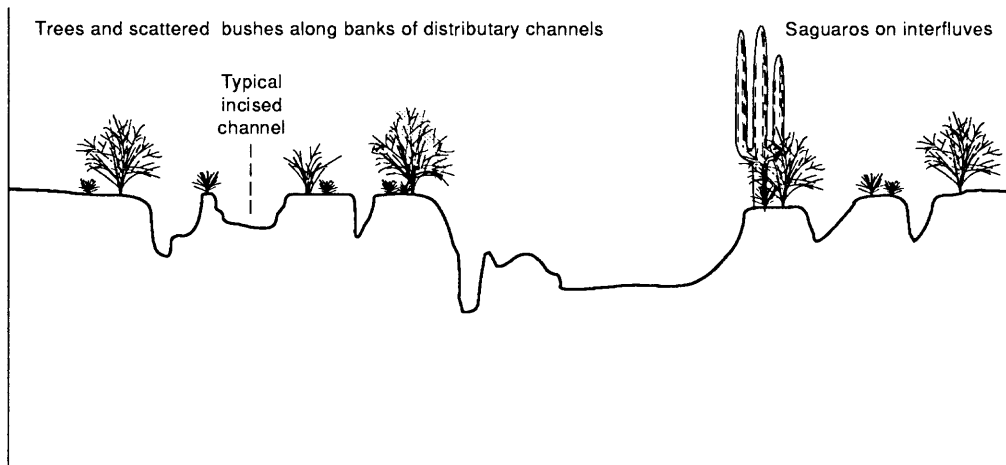 Trees and scattered bushes along banks of distributary channels
Saguaros on interfluves
Typical
incised
channel